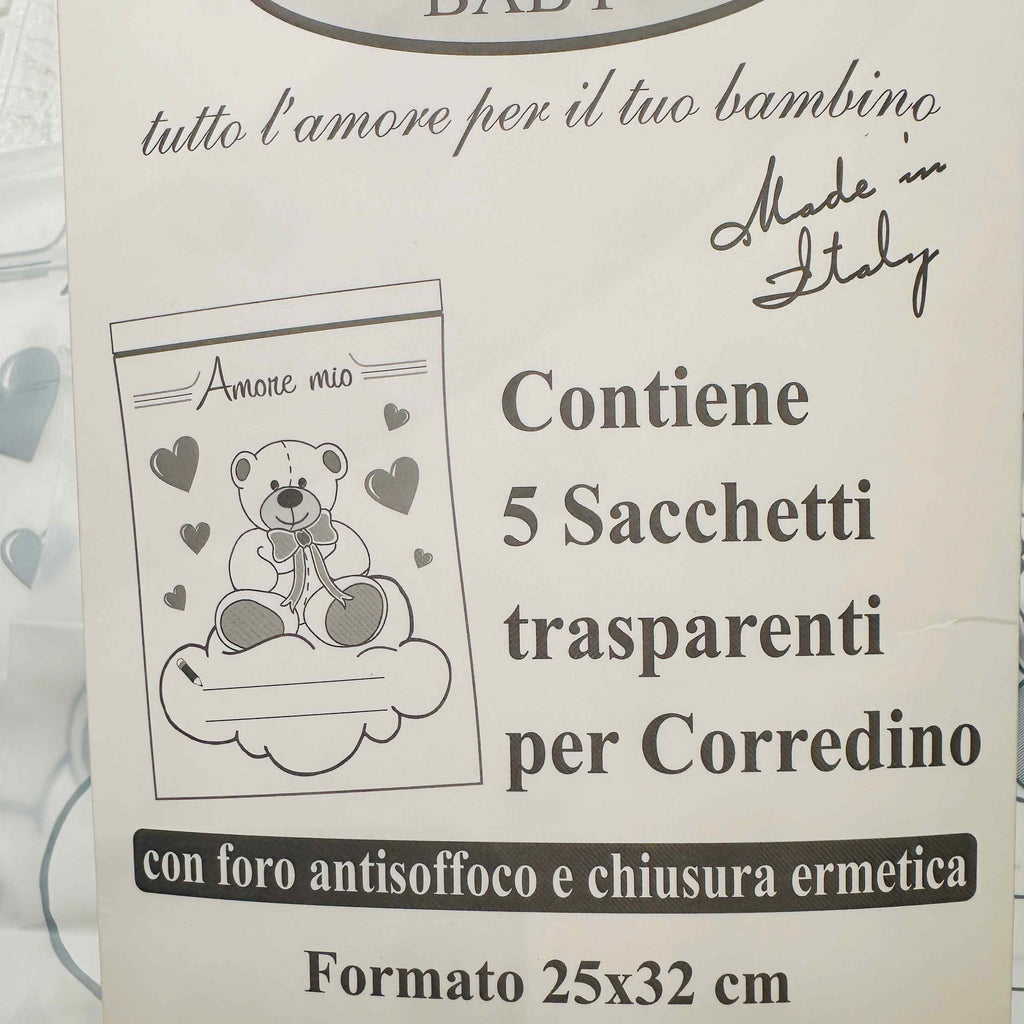 BABY
tutto l'amore per il tuo bambino
Made in
Italy
Amore mio
Contiene
5 Sacchetti
trasparenti
per Corredino
con foro antisoffoco e chiusura ermetica
Formato 25x32 cm